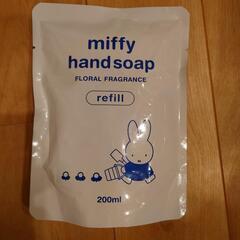 miffy
hand soap
FLORAL FRAGRANCE
refill
200ml